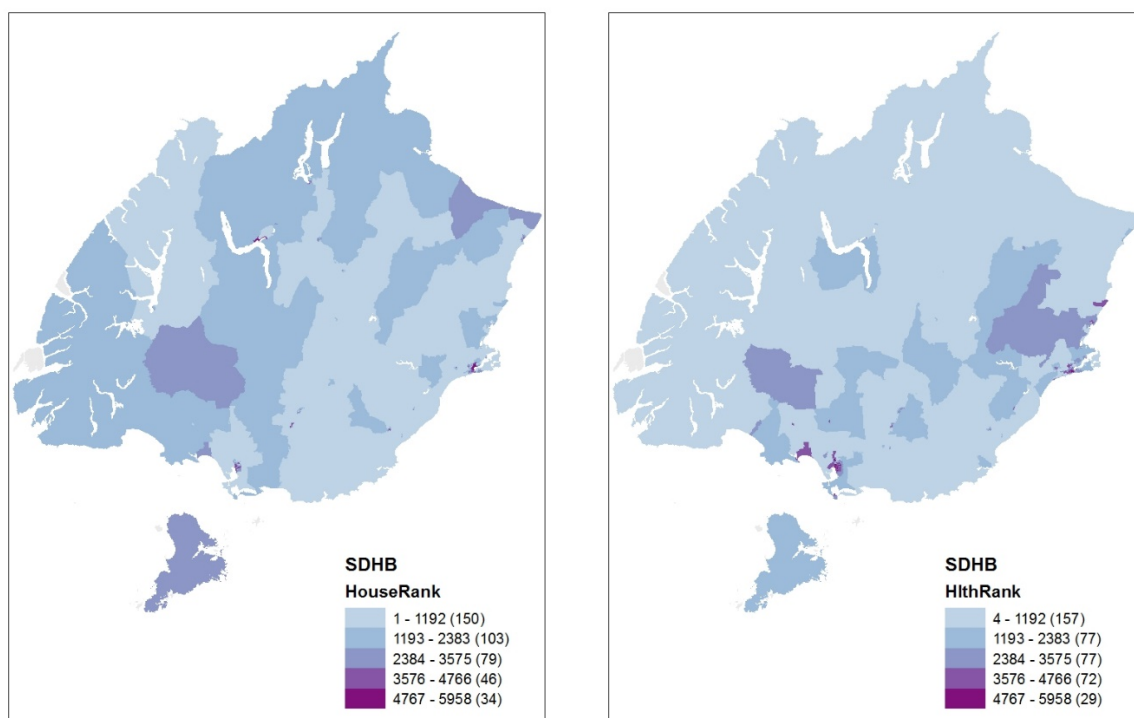 SDHB
HouseRank
1 - 1192 (150)
1193 - 2383 (103)
2384 - 3575 (79)
3576 - 4766 (46)
4767 - 5958 (34)
SDHB
HlthRank
4 - 1192 (157)
1193 - 2383 (77)
2384 - 3575 (77)
3576 - 4766 (72)
4767 - 5958 (29)